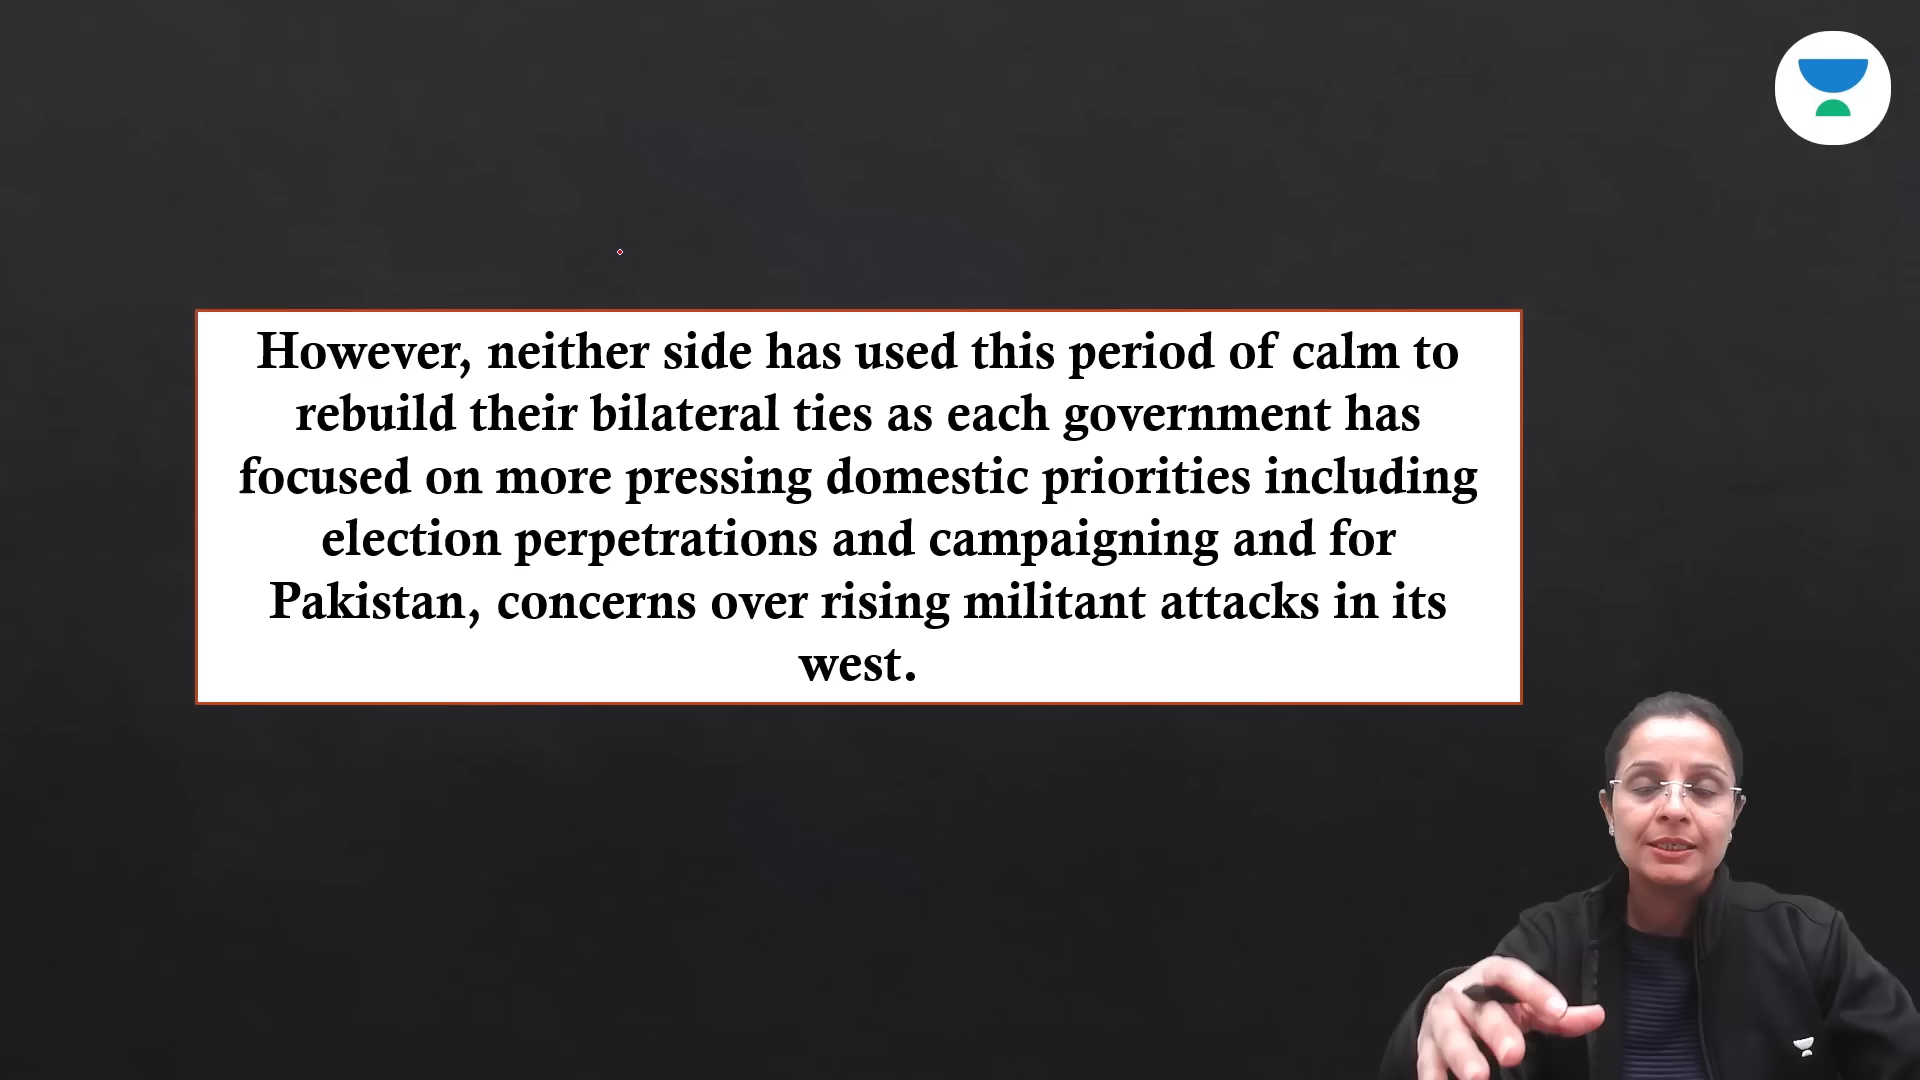 However, neither side has used this period of calm to
rebuild their bilateral ties as each government has
focused on more pressing domestic priorities including
election perpetrations and campaigning and for
Pakistan, concerns over rising militant attacks in its
west.